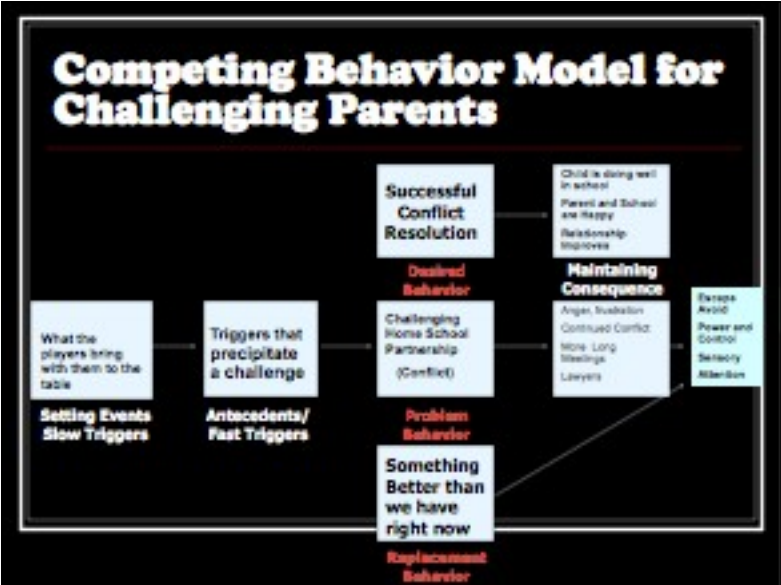 Competing Behavior Model for
Challenging Parents
Successful
Conflict
Resolution
Desired
Behavior
Child is doing well
in school
Parent and School
are Happy
Relationship
Improves
Maintaining
Consequence
What the
players bring
with them to the
table
Setting Events
Slow Triggers
Triggers that
precipitate
a challenge
Antecedents/
Fast Triggers
Challenging
Home School
Partnership
(Conflict)
Problem
Behavior
Anger, frustration
Continued Conflict
More Long
Meetings
Lawyers
Escape
Avoid
Power and
Control
Sensory
Attention
Something
Better than
we have
right now
Replacement
Behavior